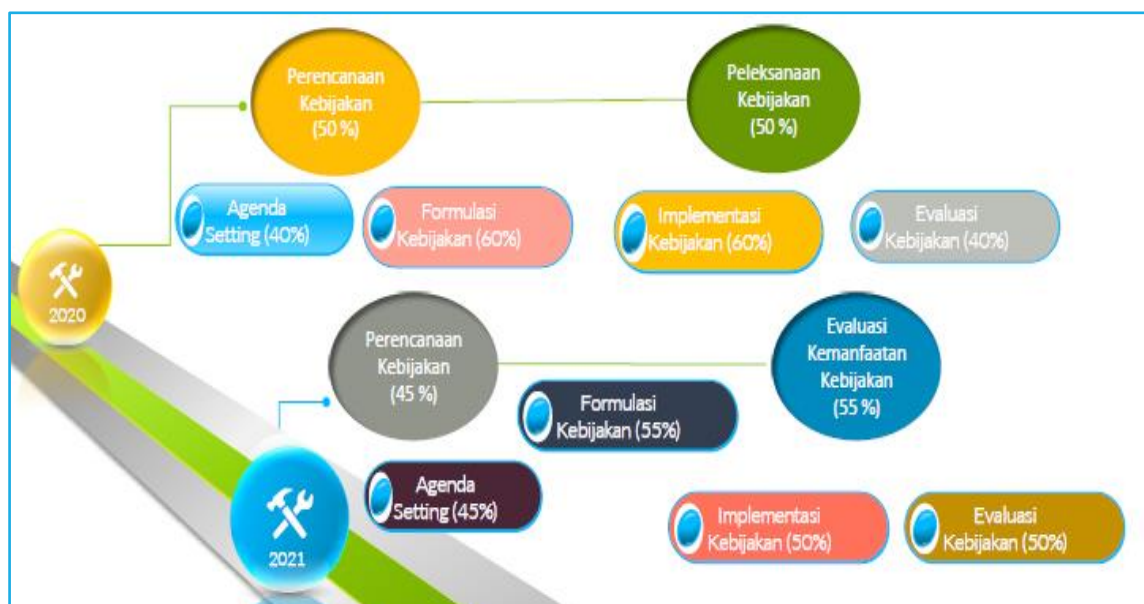 Perencanaan
Kebijakan
(50 %)
Peleksanaan
Kebijakan
(50 %)
Agenda
Setting (40%)
Formulasi
Kebijakan (60%)
Implementasi
Kebijakan (60%)
Evaluasi
Kebijakan (40%)
2020
Perencanaan
Kebijakan
(45 %)
Evaluasi
Kemanfaatan
Kebijakan
(55 %)
Formulasi
Kebijakan (55%)
Agenda
Setting (45%)
Implementasi
Kebijakan (50%)
Evaluasi
Kebijakan (50%)
2021